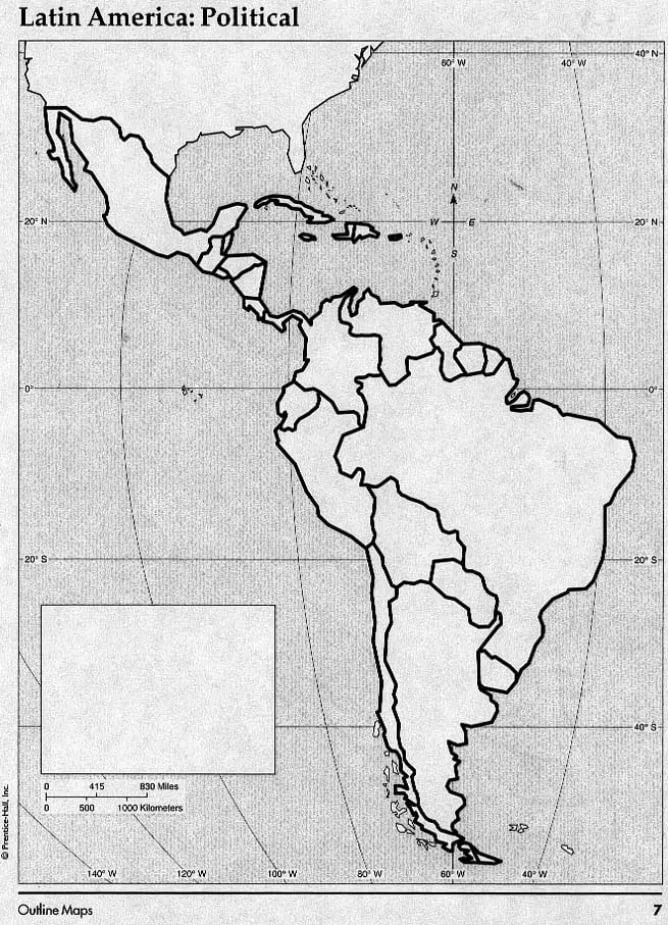 Latin America: Political
40° N
60° W
40° W
N
20° N
W
E
20° N
S
0°
0°
20° S
20° S
40° S
0 415 830 Miles
0 500 1000 Kilometers
© Prentice-Hall, Inc.
140° W
120° W
100° W
80° W
60° W
40° W
Outline Maps
7